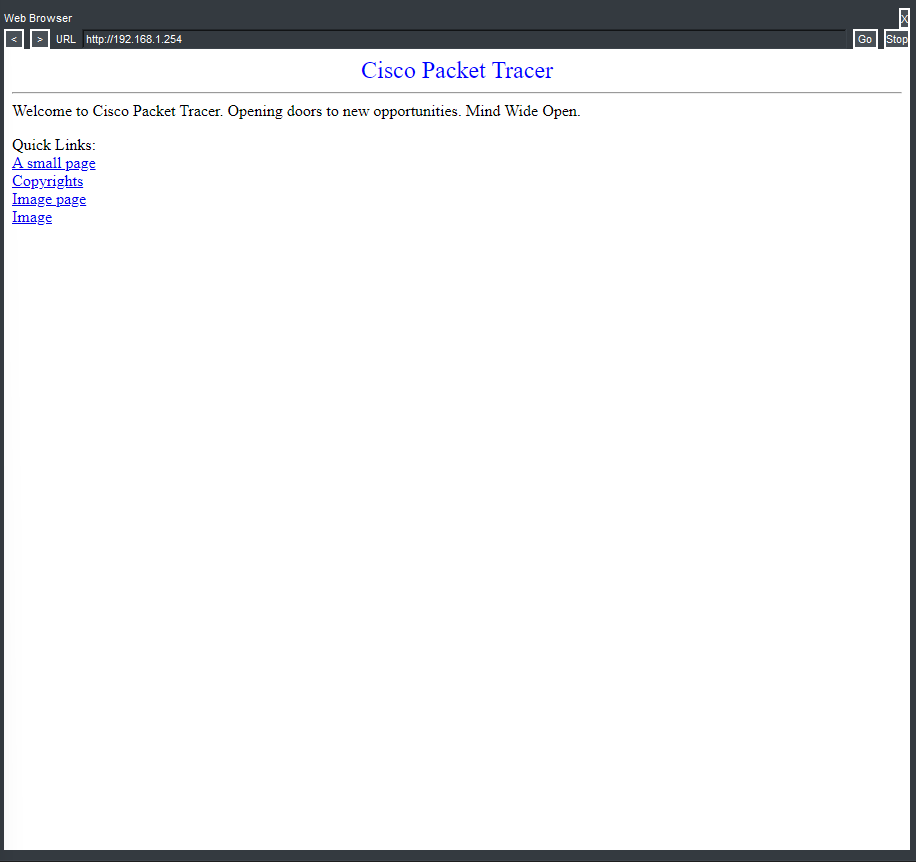 Web Browser X
< > URL http://192.168.1.254 Go Stop
Cisco Packet Tracer
Welcome to Cisco Packet Tracer. Opening doors to new opportunities. Mind Wide Open.
Quick Links:
A small page
Copyrights
Image page
Image